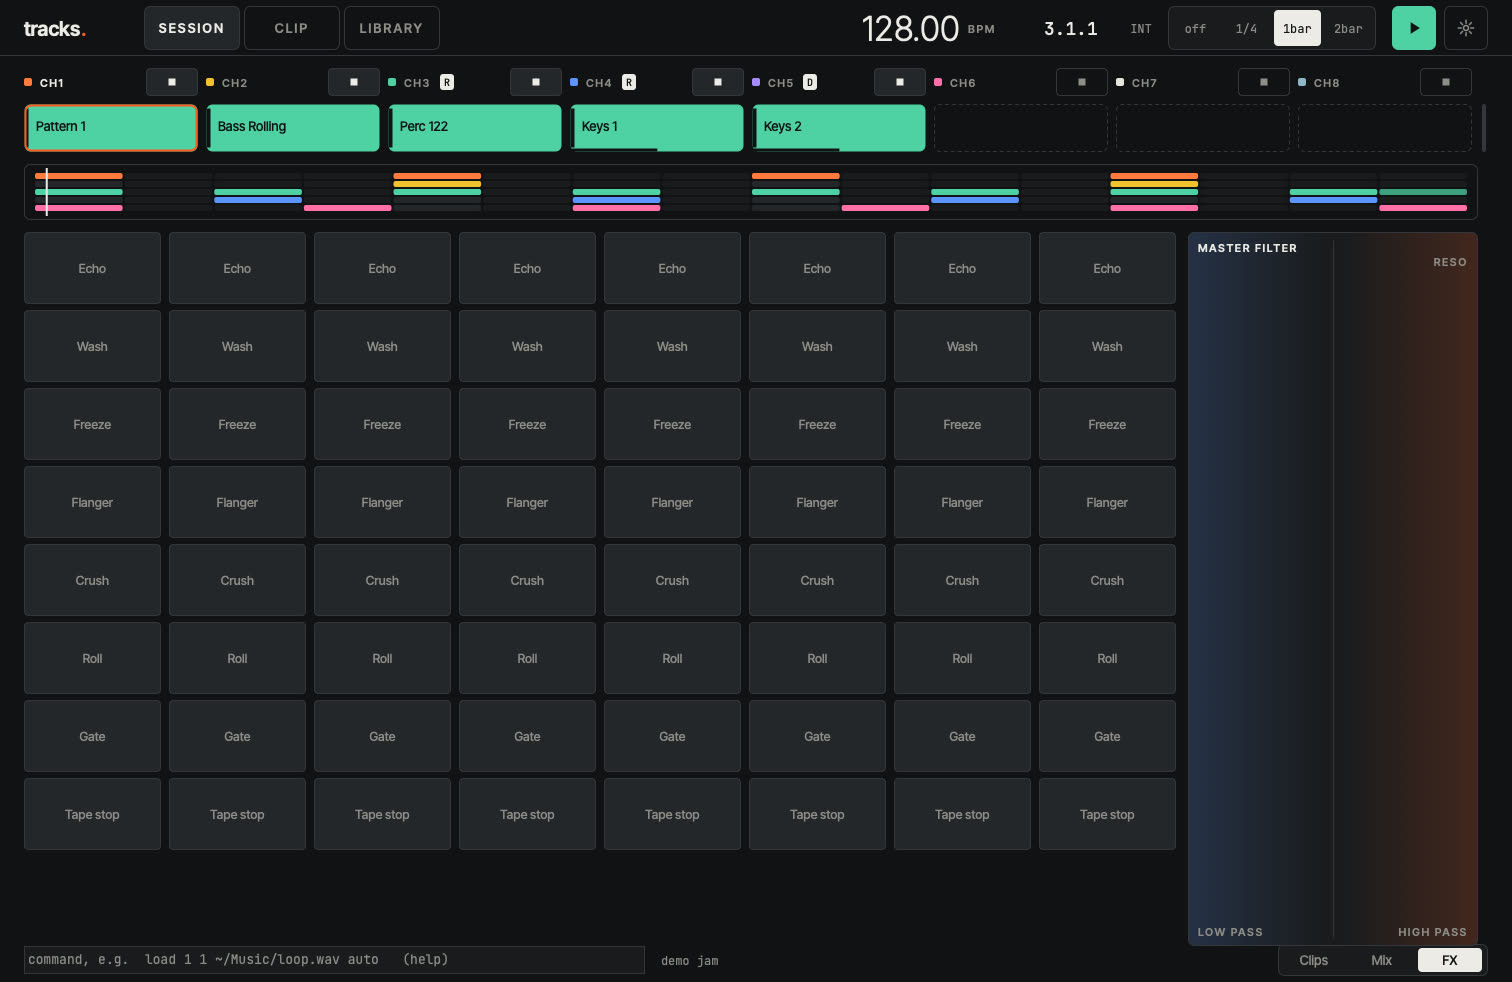 tracks. SESSION CLIP LIBRARY 128.00 BPM 3.1.1 INT off 1/4 1bar 2bar
CH1 CH2 CH3 R CH4 R CH5 D CH6 CH7 CH8
Pattern 1 Bass Rolling Perc 122 Keys 1 Keys 2
MASTER FILTER
RESO
Echo Echo Echo Echo Echo Echo Echo Echo
Wash Wash Wash Wash Wash Wash Wash Wash
Freeze Freeze Freeze Freeze Freeze Freeze Freeze Freeze
Flanger Flanger Flanger Flanger Flanger Flanger Flanger Flanger
Crush Crush Crush Crush Crush Crush Crush Crush
Roll Roll Roll Roll Roll Roll Roll Roll
Gate Gate Gate Gate Gate Gate Gate Gate
Tape stop Tape stop Tape stop Tape stop Tape stop Tape stop Tape stop Tape stop
LOW PASS HIGH PASS
command, e.g. load 1 1 ~/Music/loop.wav auto (help) demo jam Clips Mix FX